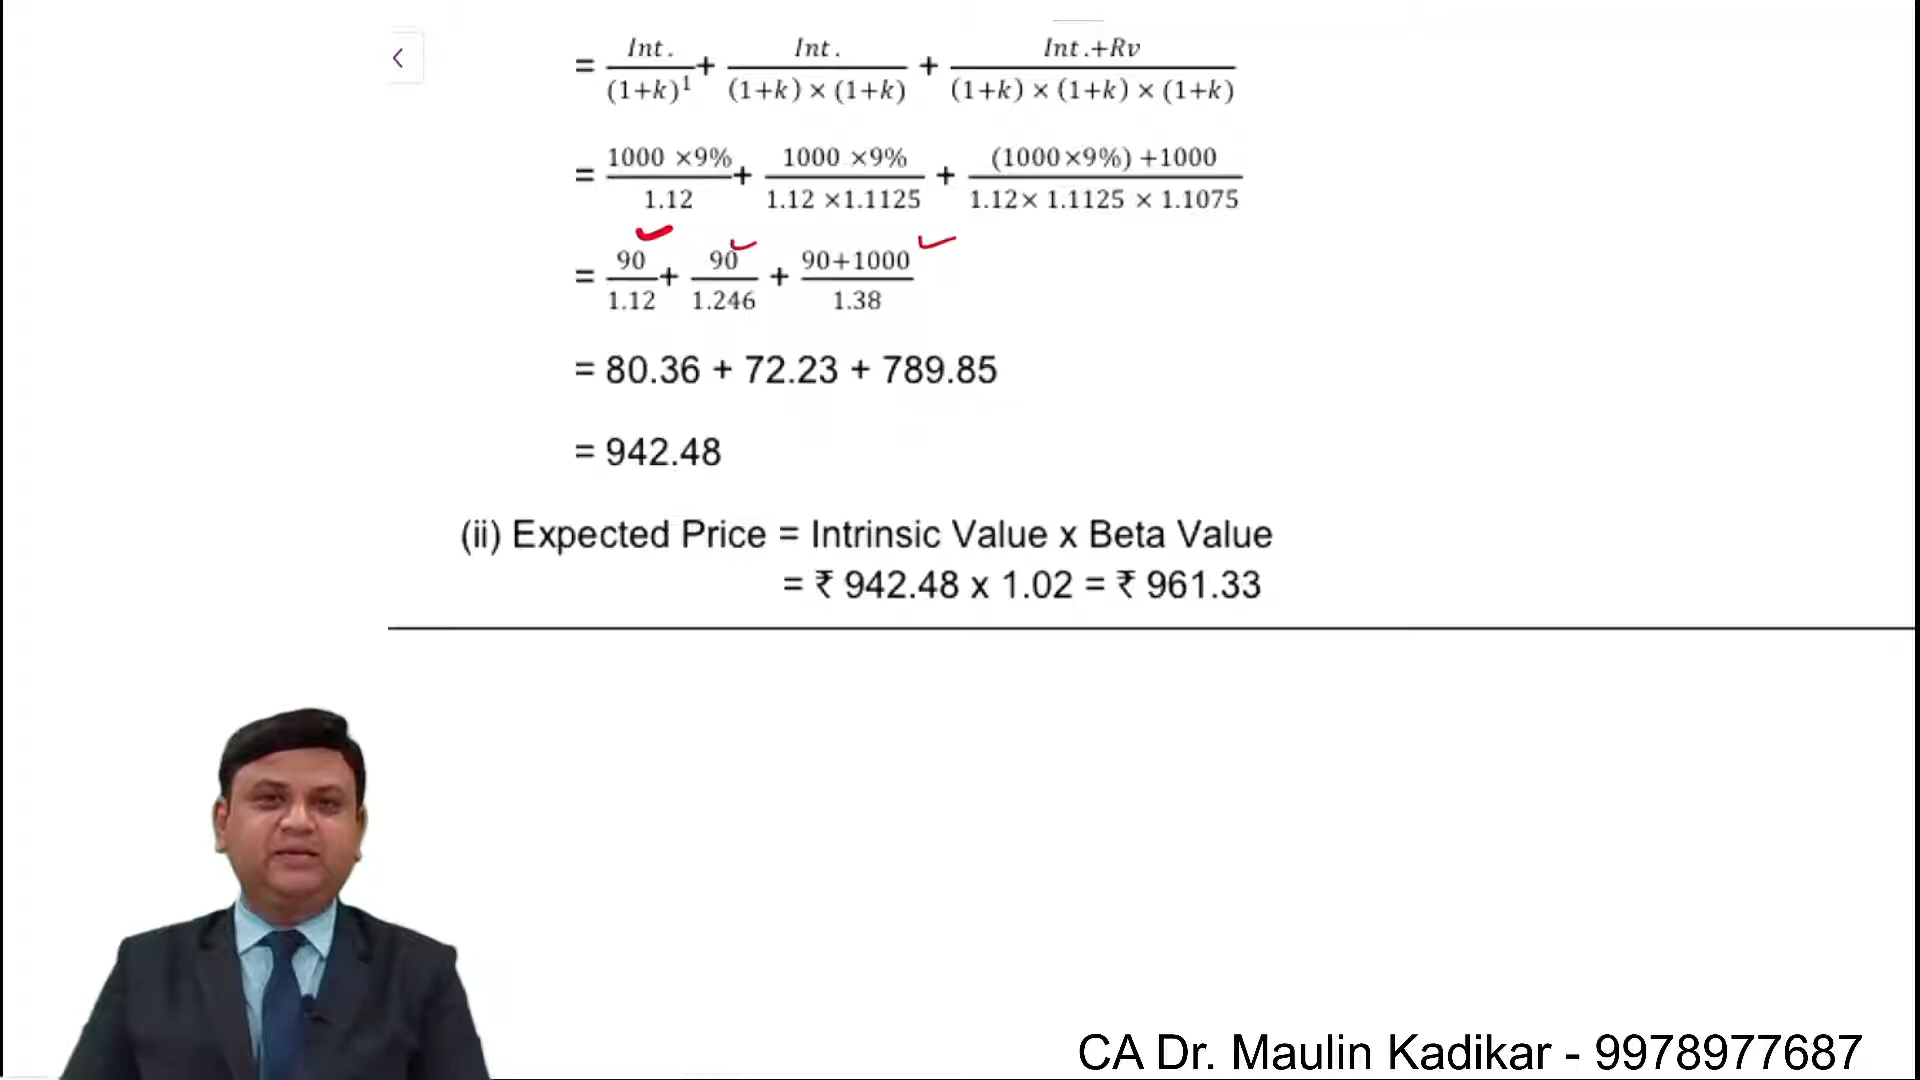 = Int./(1+k)¹ + Int./(1+k) × (1+k) + Int.+Rv/(1+k) × (1+k) × (1+k)
= 1000 ×9%/1.12 + 1000 ×9%/1.12 ×1.1125 + (1000×9%) +1000/1.12× 1.1125 × 1.1075
= 90/1.12 + 90/1.246 + 90+1000/1.38
= 80.36 + 72.23 + 789.85
= 942.48
(ii) Expected Price = Intrinsic Value x Beta Value
= ₹ 942.48 x 1.02 = ₹ 961.33
CA Dr. Maulin Kadikar - 9978977687